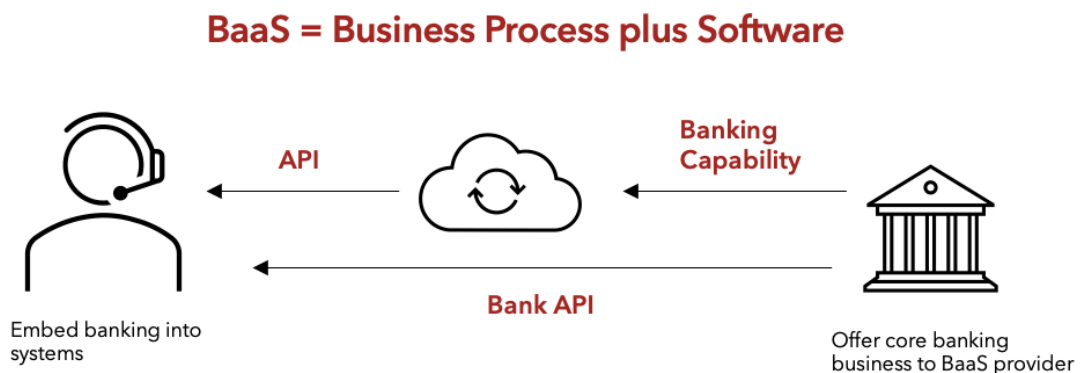 BaaS = Business Process plus Software
Banking
Capability
API
Bank API
Embed banking into
systems
Offer core banking
business to BaaS provider